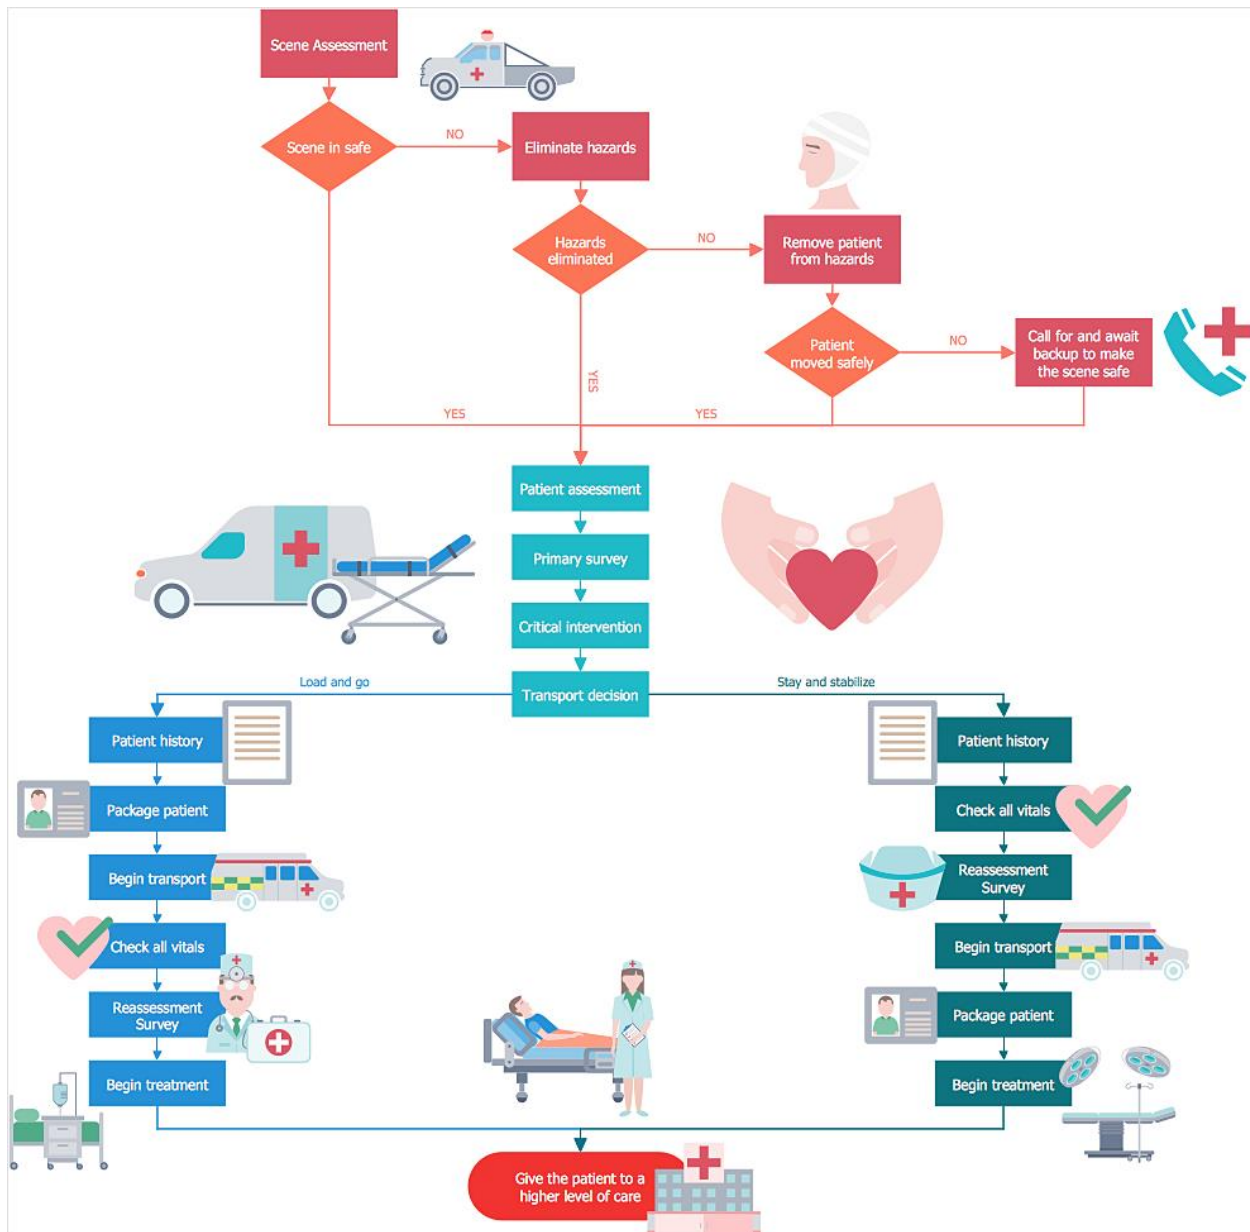 Scene Assessment
Scene in safe
NO
Eliminate hazards
Hazards
eliminated
NO
Remove patient
from hazards
Patient
moved safely
NO
Call for and await
backup to make
the scene safe
YES
YES
YES
Patient assessment
Primary survey
Critical intervention
Transport decision
Load and go
Stay and stabilize
Patient history
Package patient
Begin transport
Check all vitals
Reassessment
Survey
Begin treatment
Patient history
Check all vitals
Reassessment
Survey
Begin transport
Package patient
Begin treatment
Give the patient to a
higher level of care